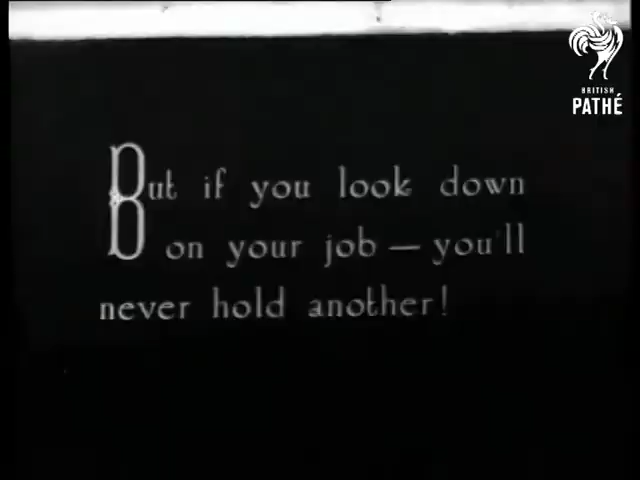 BRITISH
PATHÉ
But if you look down
on your job — you'll
never hold another!